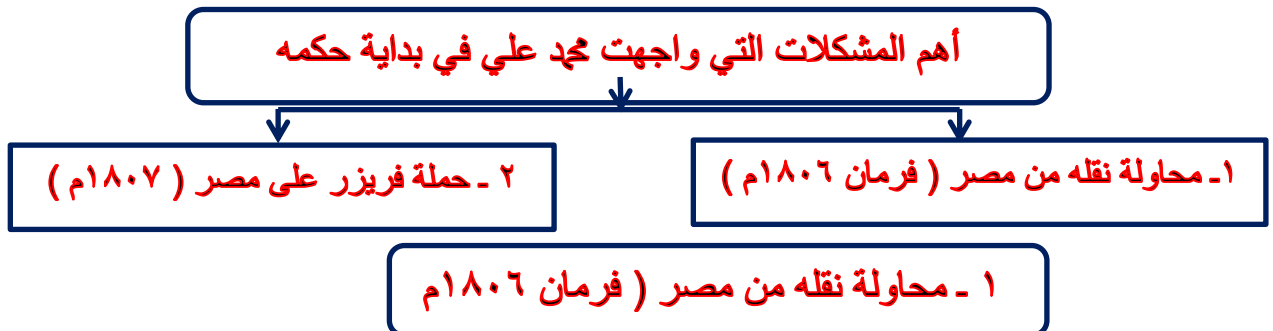 أهم المشكلات التي واجهت محمد علي في بداية حكمه
١ـ محاولة نقله من مصر ( فرمان ١٨٠٦م )
٢ ـ حملة فريزر على مصر ( ١٨٠٧م )
١ ـ محاولة نقله من مصر ( فرمان ١٨٠٦م